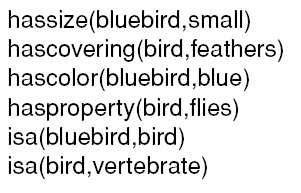 hassize(bluebird,small)
hascovering(bird,feathers)
hascolor(bluebird,blue)
hasproperty(bird,flies)
isa(bluebird,bird)
isa(bird,vertebrate)